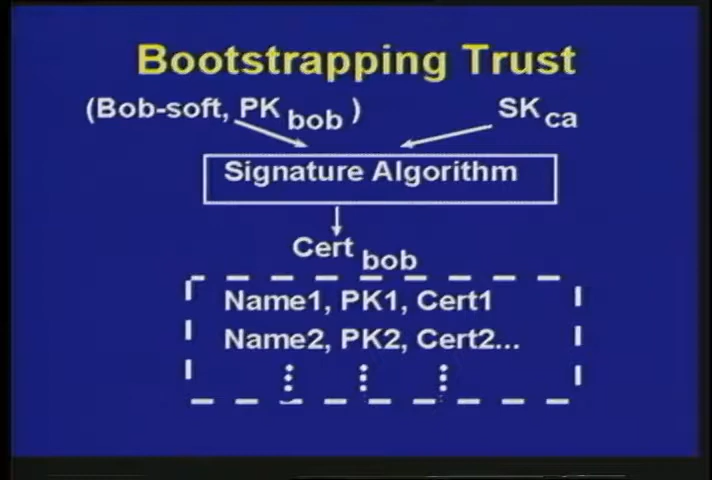 Bootstrapping Trust
(Bob-soft, PK bob ) SK ca
Signature Algorithm
Cert bob
Name1, PK1, Cert1
Name2, PK2, Cert2...